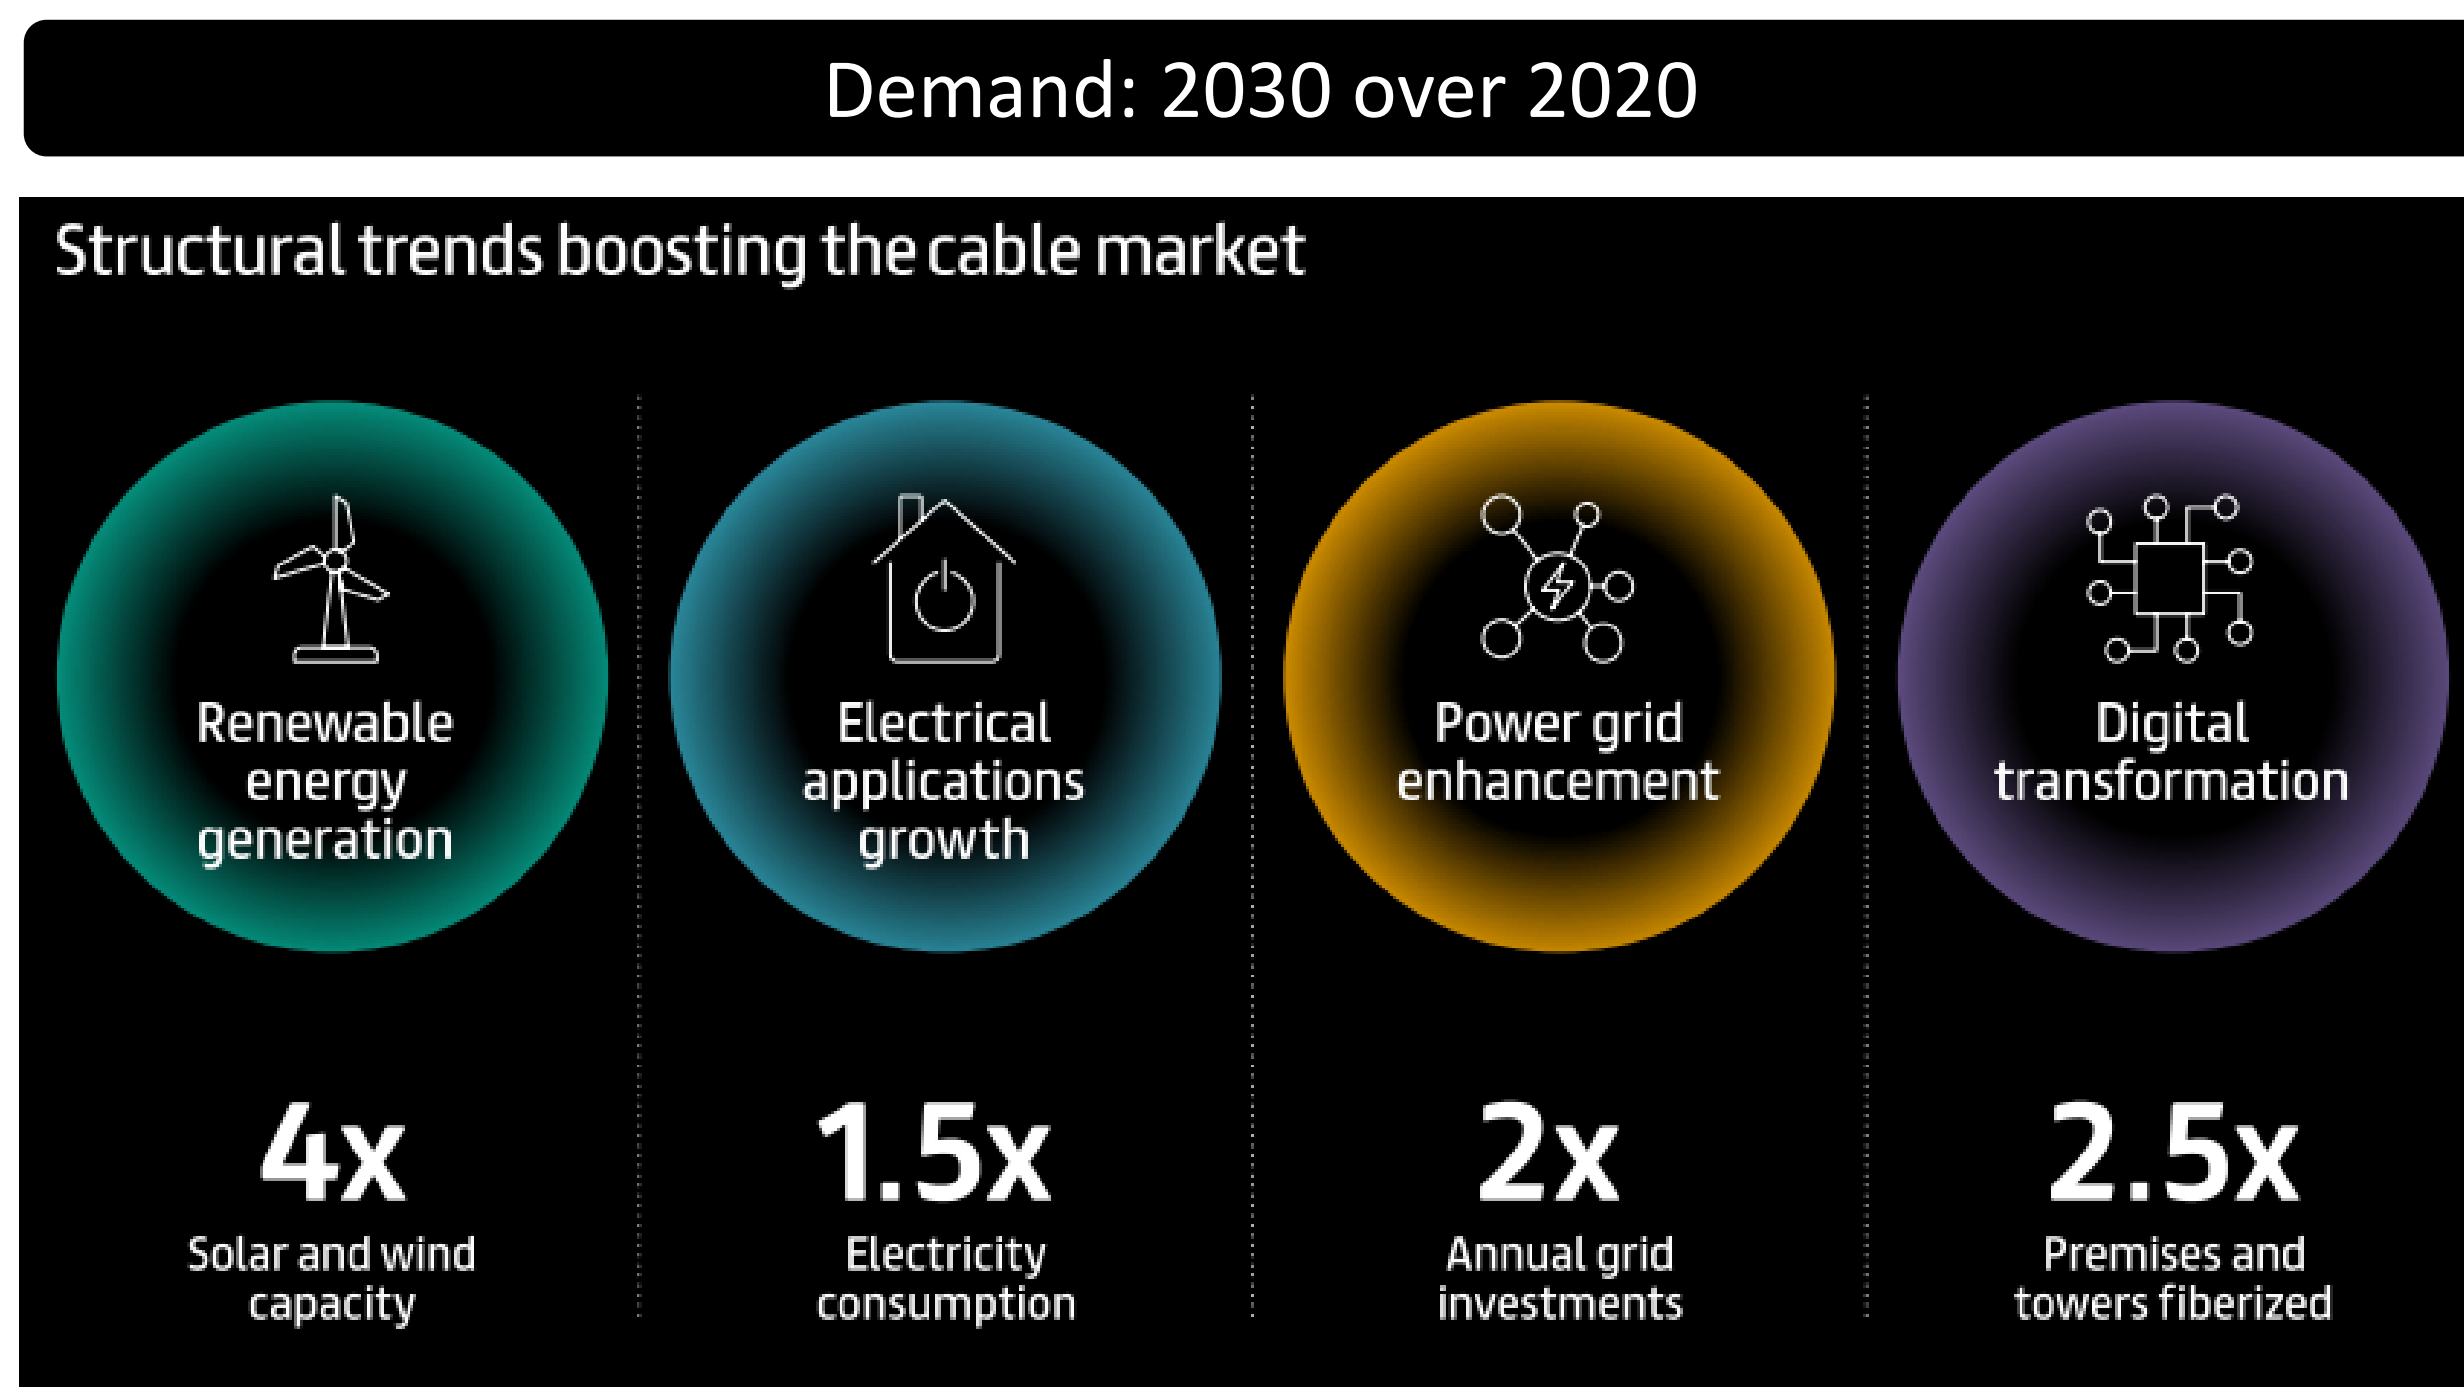 Demand: 2030 over 2020
Structural trends boosting the cable market
Renewable
energy
generation
Electrical
applications
growth
Power grid
enhancement
Digital
transformation
4x
Solar and wind
capacity
1.5x
Electricity
consumption
2x
Annual grid
investments
2.5x
Premises and
towers fiberized